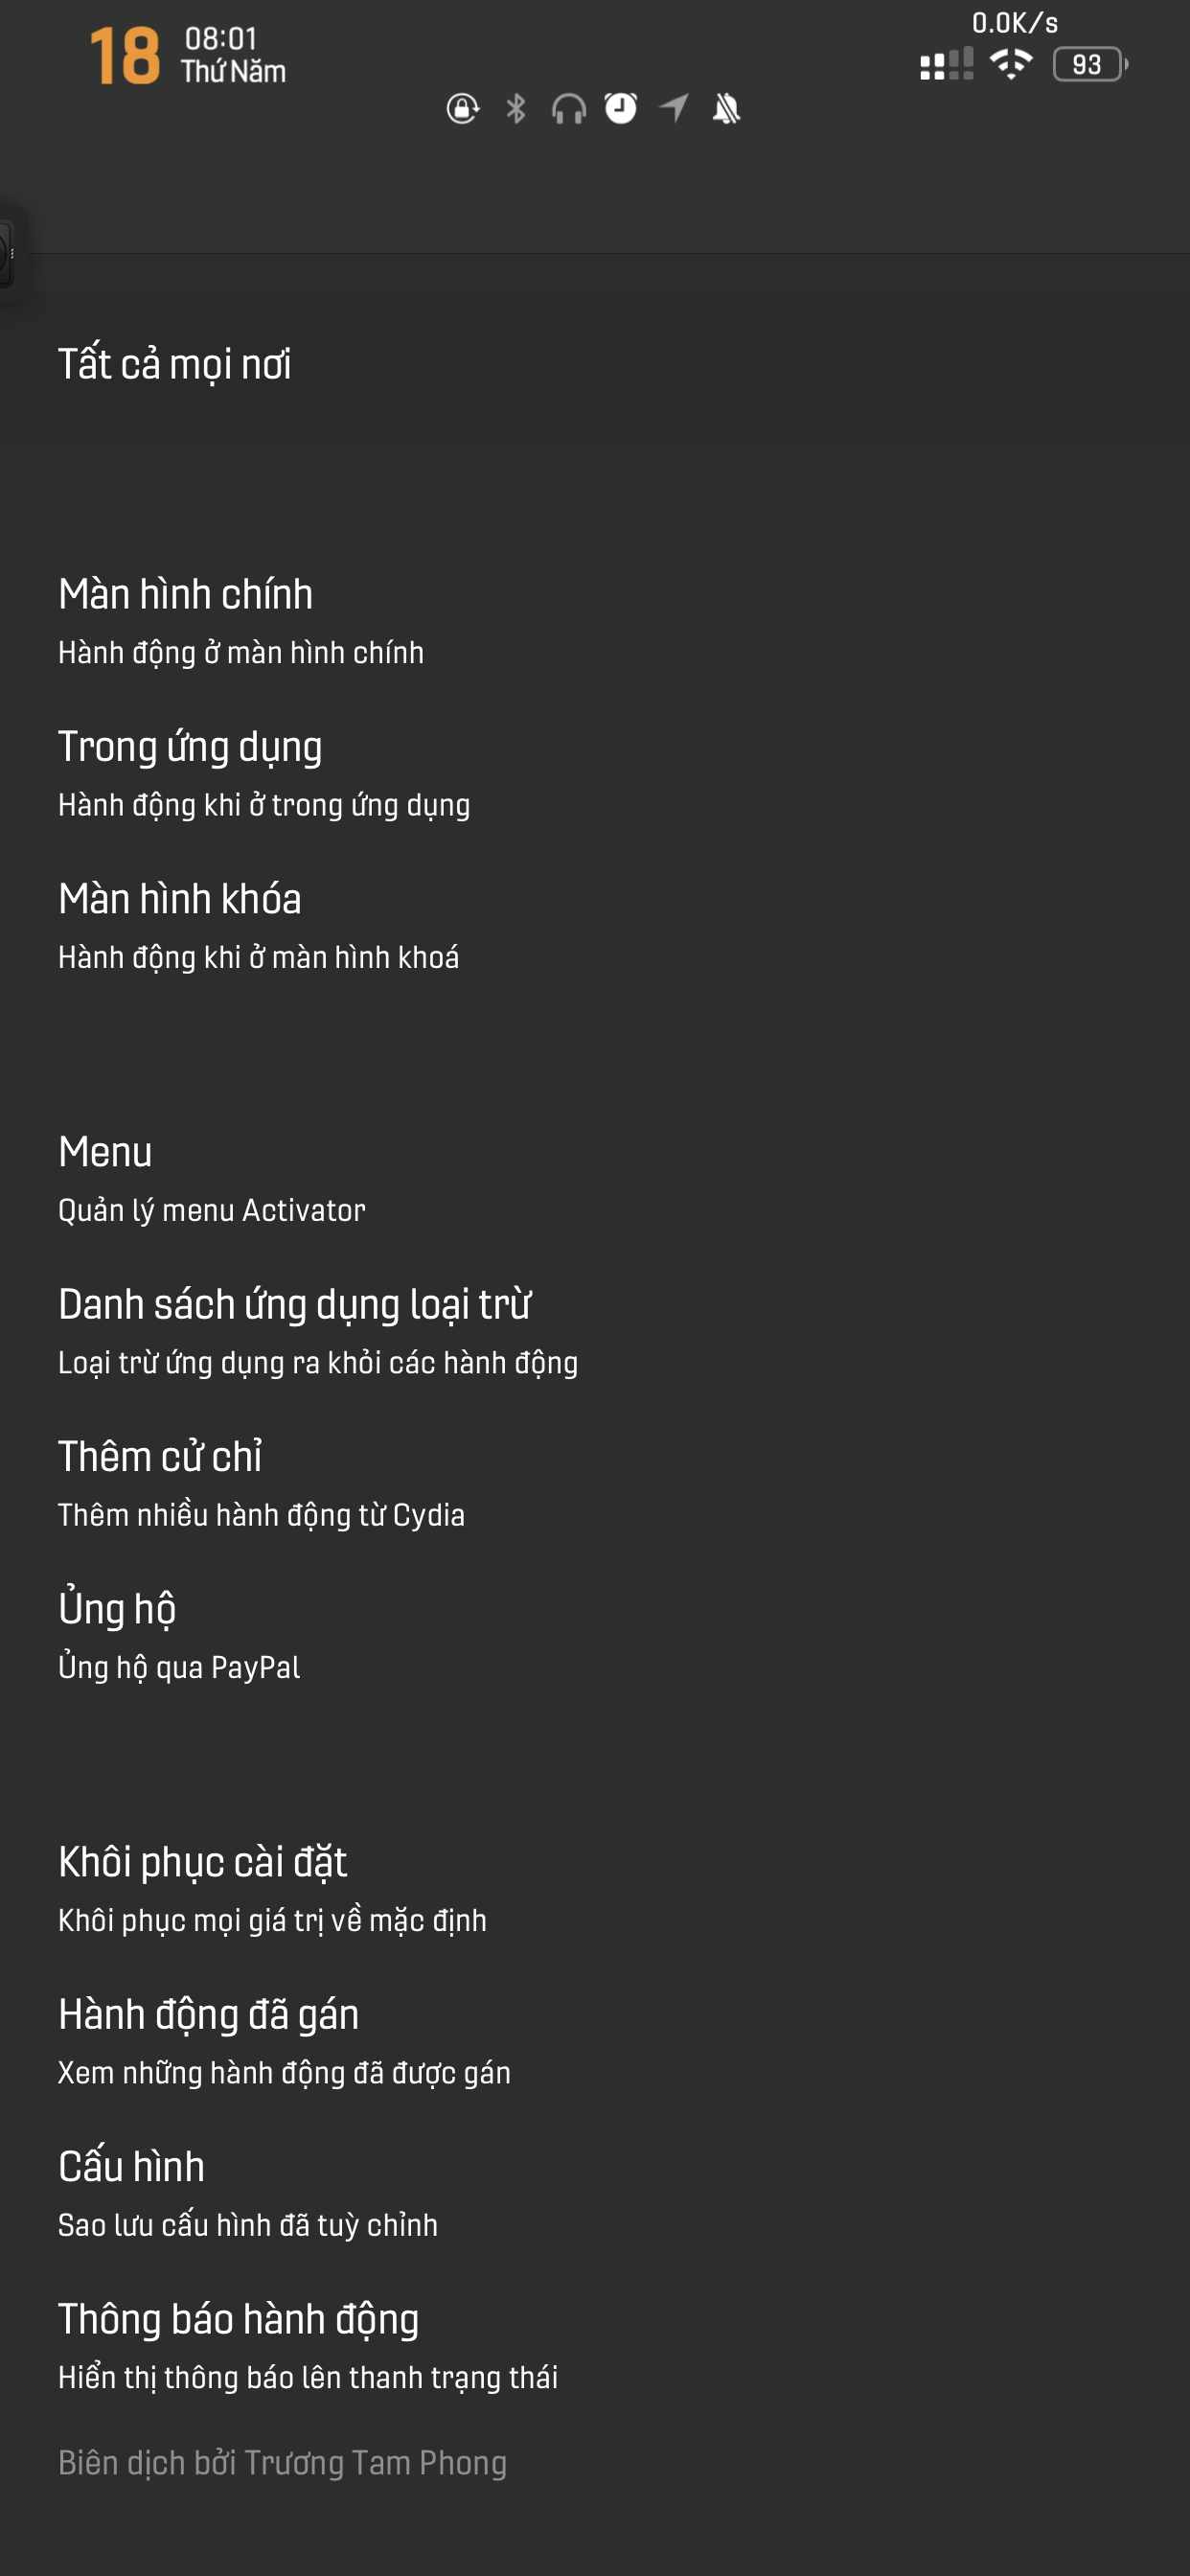 0.0K/s
18
08:01
Thứ Năm
93
Tất cả mọi nơi
Màn hình chính
Hành động ở màn hình chính
Trong ứng dụng
Hành động khi ở trong ứng dụng
Màn hình khóa
Hành động khi ở màn hình khoá
Menu
Quản lý menu Activator
Danh sách ứng dụng loại trừ
Loại trừ ứng dụng ra khỏi các hành động
Thêm cử chỉ
Thêm nhiều hành động từ Cydia
Ủng hộ
Ủng hộ qua PayPal
Khôi phục cài đặt
Khôi phục mọi giá trị về mặc định
Hành động đã gán
Xem những hành động đã được gán
Cấu hình
Sao lưu cấu hình đã tuỳ chỉnh
Thông báo hành động
Hiển thị thông báo lên thanh trạng thái
Biên dịch bởi Trương Tam Phong